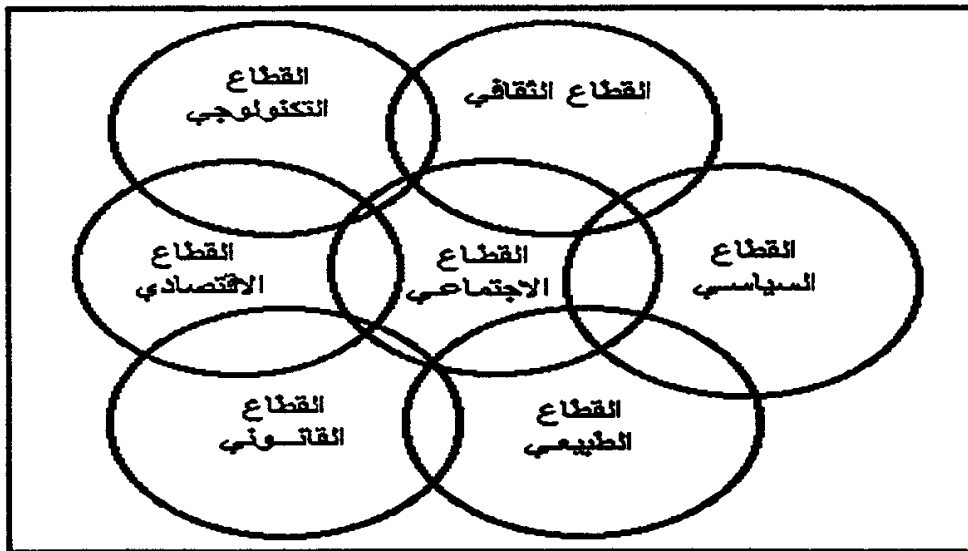 القطاع الثقافي
القطاع
التكنولوجي
القطاع
السياسي
القطاع
الاجتماعي
القطاع
الاقتصادي
القطاع
الطبيعي
القطاع
القانوني